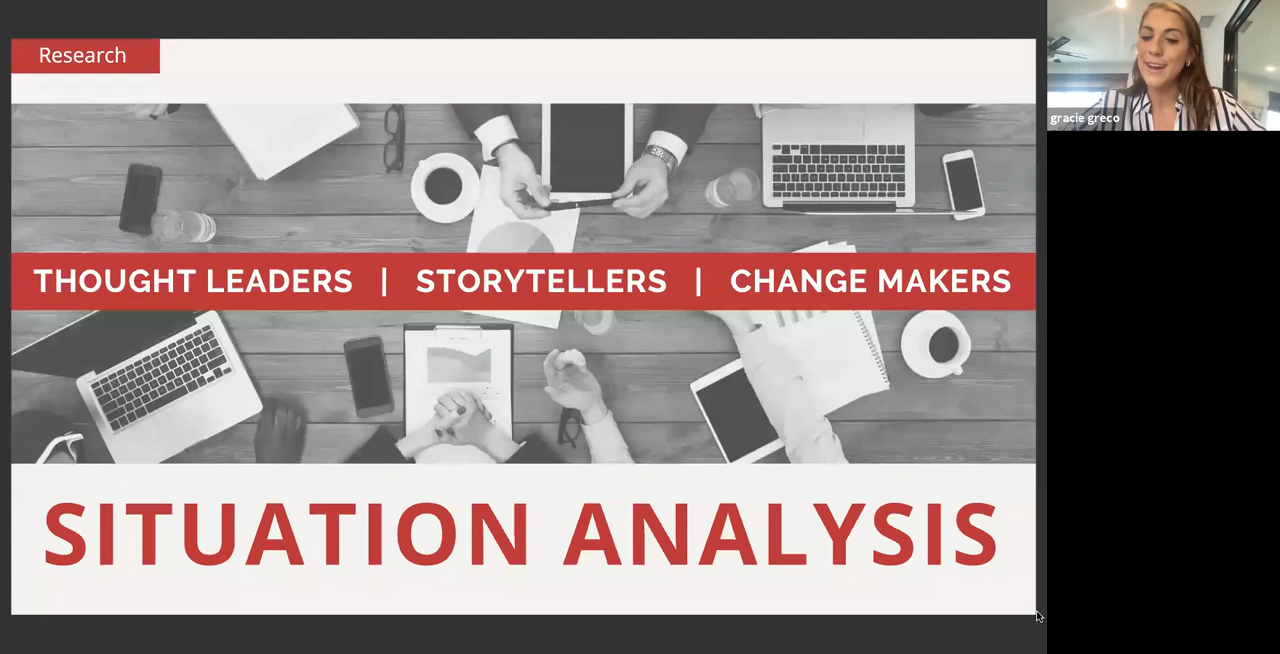 Research
gracie greco
THOUGHT LEADERS | STORYTELLERS | CHANGE MAKERS
SITUATION ANALYSIS